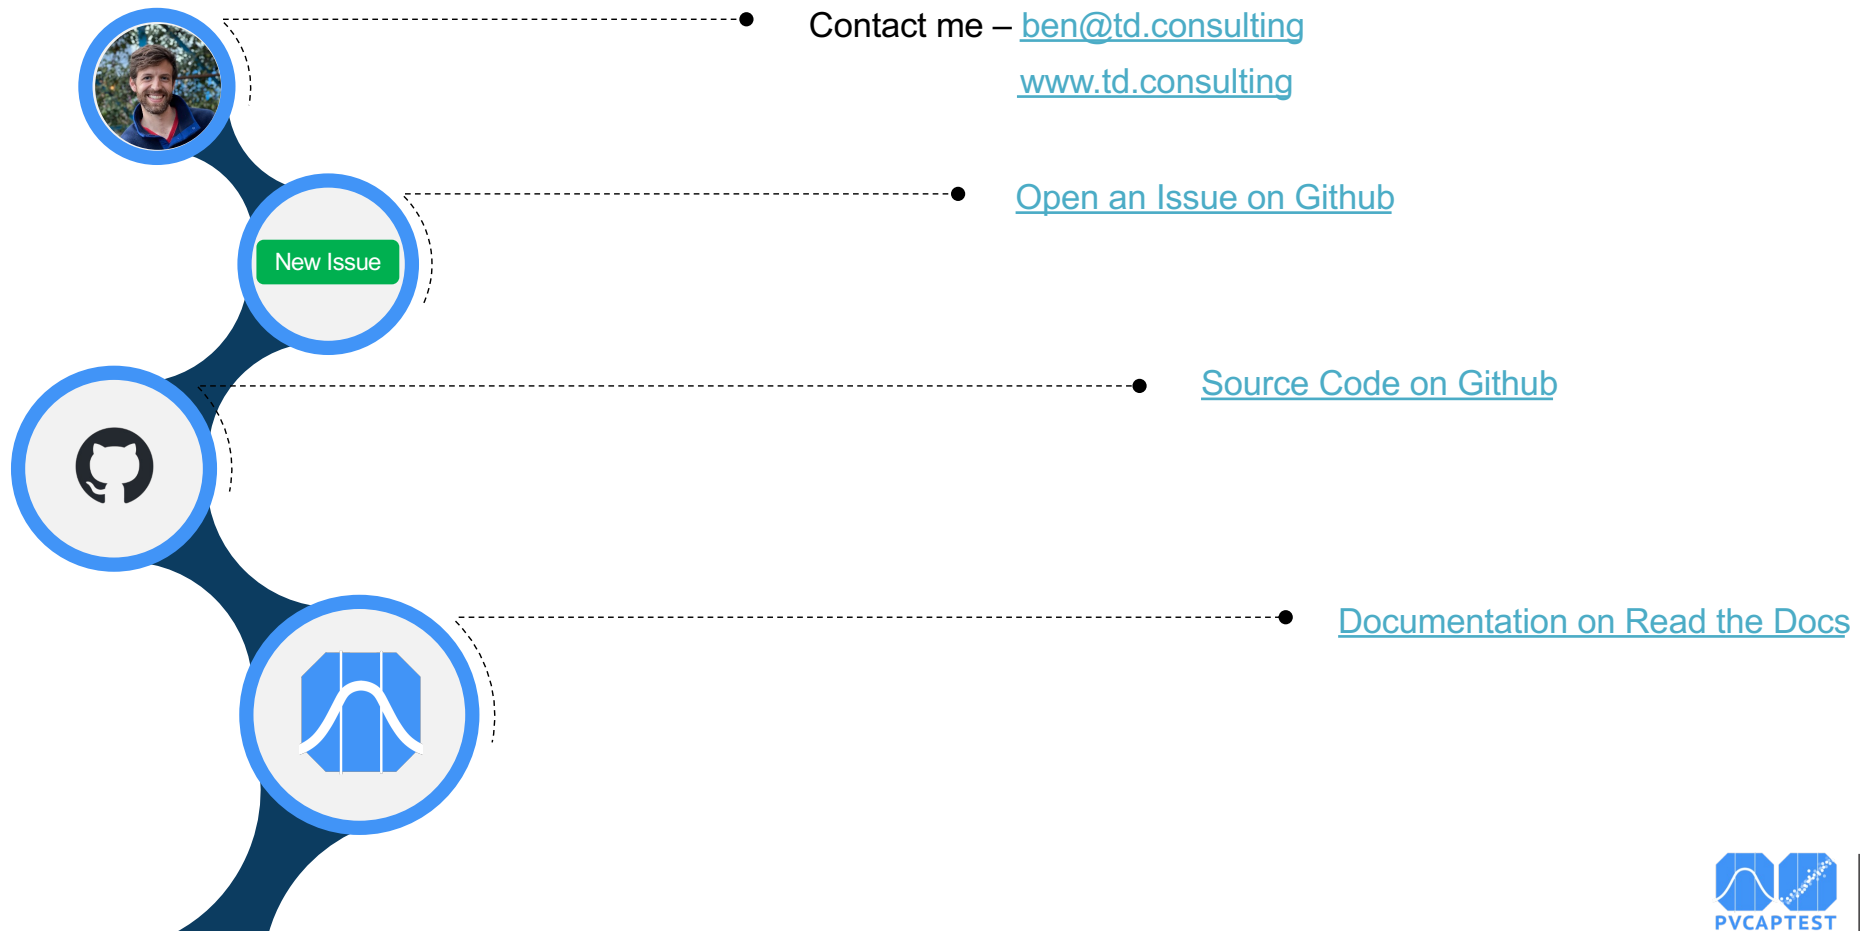 Contact me – ben@td.consulting
www.td.consulting
Open an Issue on Github
New Issue
Source Code on Github
Documentation on Read the Docs
PVCAPTEST